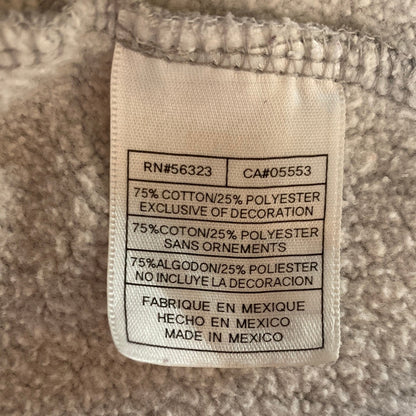 RN#56323 CA#05553
75% COTTON/25% POLYESTER
EXCLUSIVE OF DECORATION
75%COTON/25% POLYESTER
SANS ORNEMENTS
75%ALGODON/25% POLIESTER
NO INCLUYE LA DECORACION
FABRIQUE EN MEXIQUE
HECHO EN MEXICO
MADE IN MEXICO